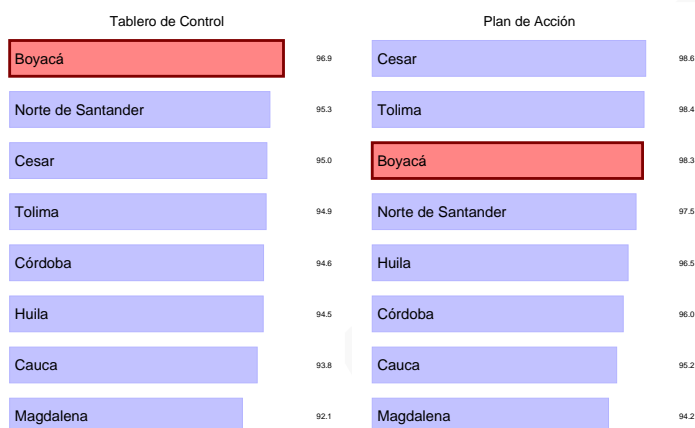 Tablero de Control
Boyacá 96.9
Norte de Santander 95.3
Cesar 95.0
Tolima 94.9
Córdoba 94.6
Huila 94.5
Cauca 93.8
Magdalena 92.1
Plan de Acción
Cesar 98.6
Tolima 98.4
Boyacá 98.3
Norte de Santander 97.5
Huila 96.5
Córdoba 96.0
Cauca 95.2
Magdalena 94.2